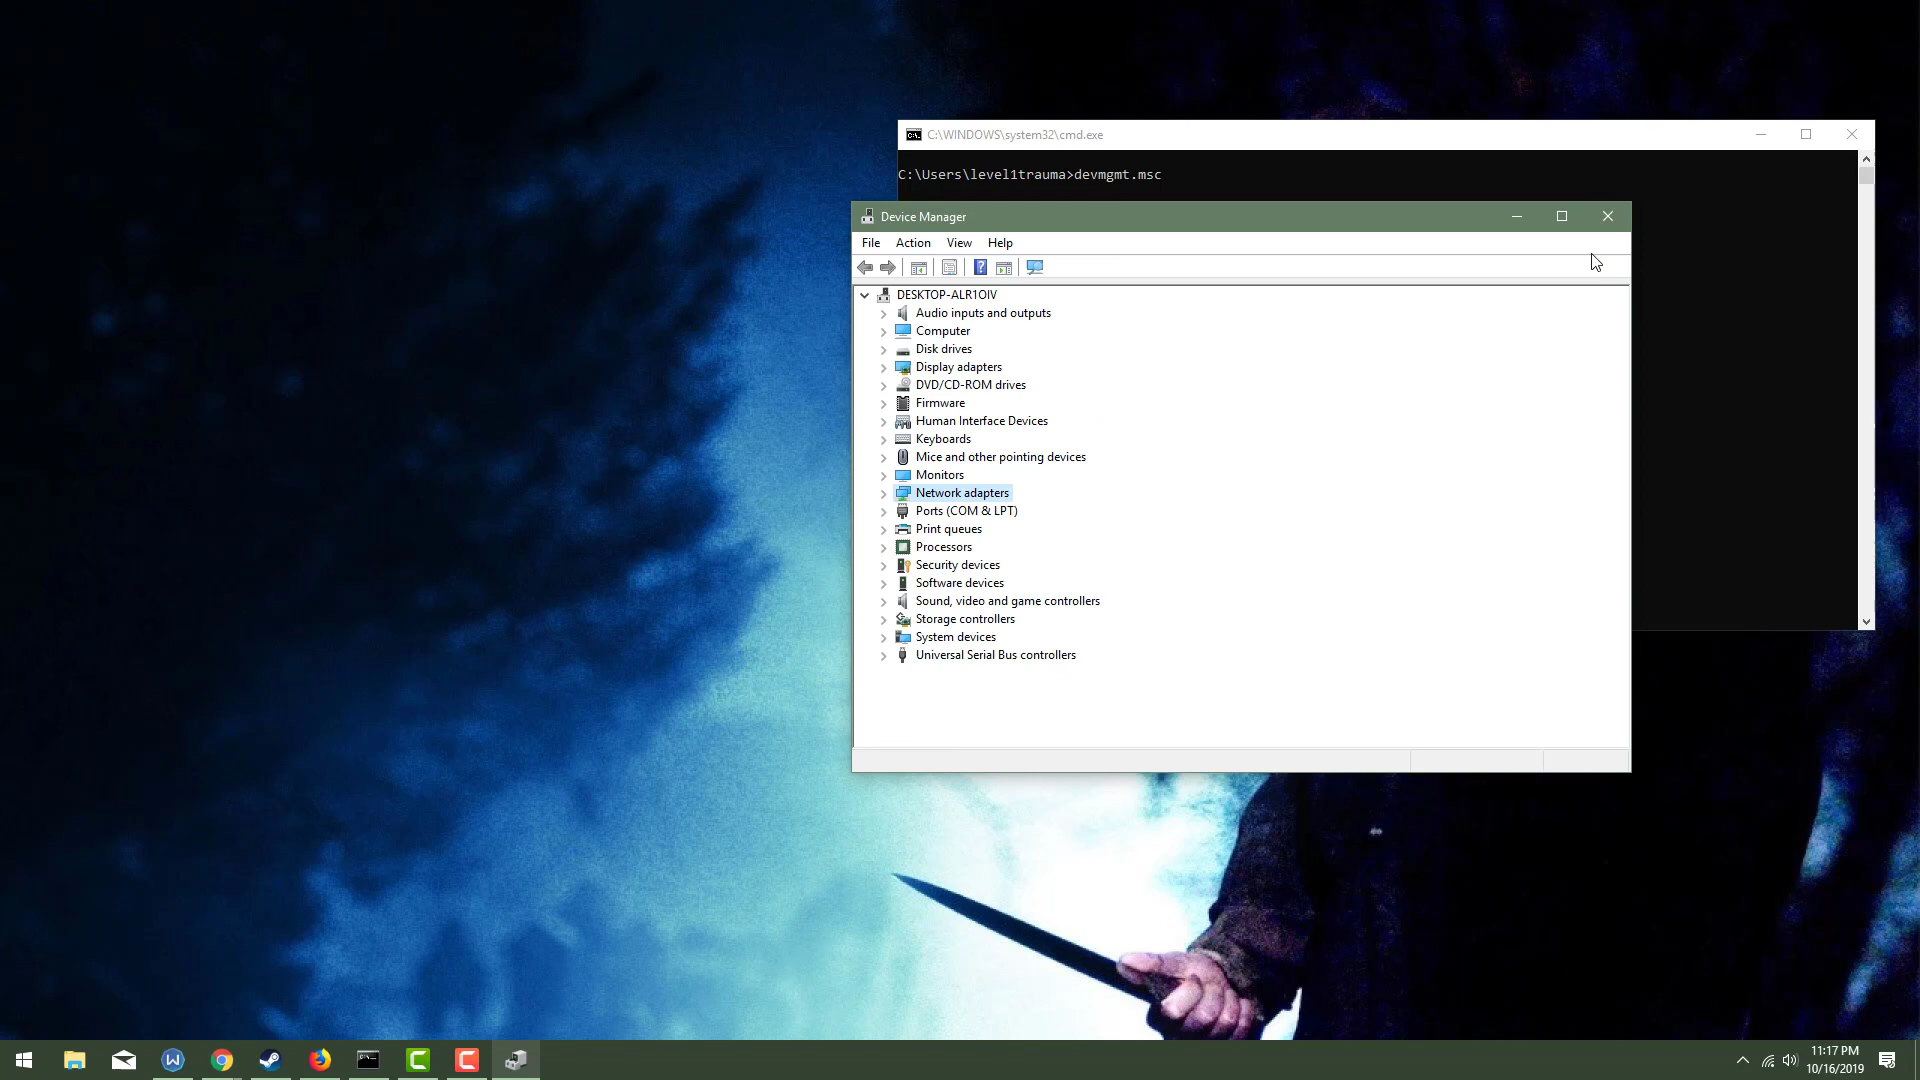 C:\WINDOWS\system32\cmd.exe
C:\Users\level1trauma>devmgmt.msc
Device Manager
File Action View Help
DESKTOP-ALR1OIV
Audio inputs and outputs
Computer
Disk drives
Display adapters
DVD/CD-ROM drives
Firmware
Human Interface Devices
Keyboards
Mice and other pointing devices
Monitors
Network adapters
Ports (COM & LPT)
Print queues
Processors
Security devices
Software devices
Sound, video and game controllers
Storage controllers
System devices
Universal Serial Bus controllers
11:17 PM
10/16/2019